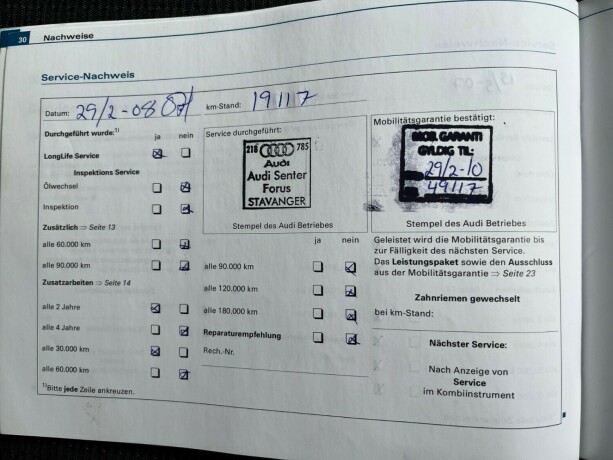 30 Nachweise
Service-Nachweis
Datum: 29/2-08 km-Stand: 19117
Durchgeführt wurde:1) ja nein
LongLife Service
Inspektions Service
Ölwechsel
Inspektion
Zusätzlich ⇒ Seite 13
alle 60.000 km
alle 90.000 km
Zusatzarbeiten ⇒ Seite 14
alle 2 Jahre
alle 4 Jahre
alle 30.000 km
alle 60.000 km
1)Bitte jede Zeile ankreuzen.
Service durchgeführt:
218 785
Audi
Audi Senter
Forus
STAVANGER
Stempel des Audi Betriebes
ja nein
alle 90.000 km
alle 120.000 km
alle 180.000 km
Reparaturempfehlung
Rech.-Nr.
Mobilitätsgarantie bestätigt:
MOB. GARANTI
GYLDIG TIL:
29/2-10
49117
Stempel des Audi Betriebes
Geleistet wird die Mobilitätsgarantie bis
zur Fälligkeit des nächsten Service.
Das Leistungspaket sowie den Ausschluss
aus der Mobilitätsgarantie ⇒ Seite 23
Zahnriemen gewechselt
bei km-Stand:
Nächster Service:
Nach Anzeige von
Service
im Kombiinstrument